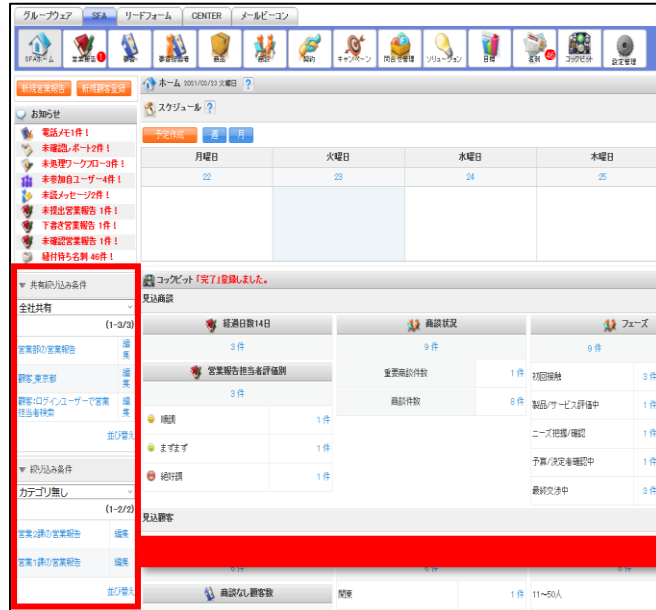 グループウェア SFA リードフォーム CENTER メールビーコン
SFAホーム 営業報告 1 顧客 商品 商談 契約 キャンペーン 問合せ管理 ソリューション 目標 名刺 コックピット 設定管理
新規営業報告 新規顧客登録
ホーム 2021/03/23 火曜日 ?
お知らせ
スケジュール ?
電話メモ1件！
未確認レポート2件！
未処理ワークフロー3件！
未参加自ユーザー4件！
未読メッセージ2件！
未提出営業報告 1件！
下書き営業報告 1件！
未確認営業報告 1件！
紐付待ち名刺 46件！
予定作成 週 月
月曜日 火曜日 水曜日 木曜日
22 23 24 25
▼ 共有絞り込み条件
全社共有
(1-3/3)
営業部の営業報告 編集
顧客,東京都 編集
顧客:ログインユーザーで営業担当者検索 編集
並び替え
▼ 絞り込み条件
カテゴリ無し
(1-2/2)
営業2課の営業報告 編集
営業1課の営業報告 編集
並び替え
コックピット 「完了」登録しました。
見込商談
経過日数14日 商談状況 フェーズ
3件 9件 9件
営業報告担当者評価別
3件
順調 1件
まずまず 1件
絶好調 1件
重要商談件数 1件
商談件数 8件
初回接触 3件
製品/サービス評価中 1件
ニーズ把握/確認 1件
予算/決定者確認中 1件
最終交渉中 3件
見込顧客
商談なし顧客数 関東 1件 11～50人